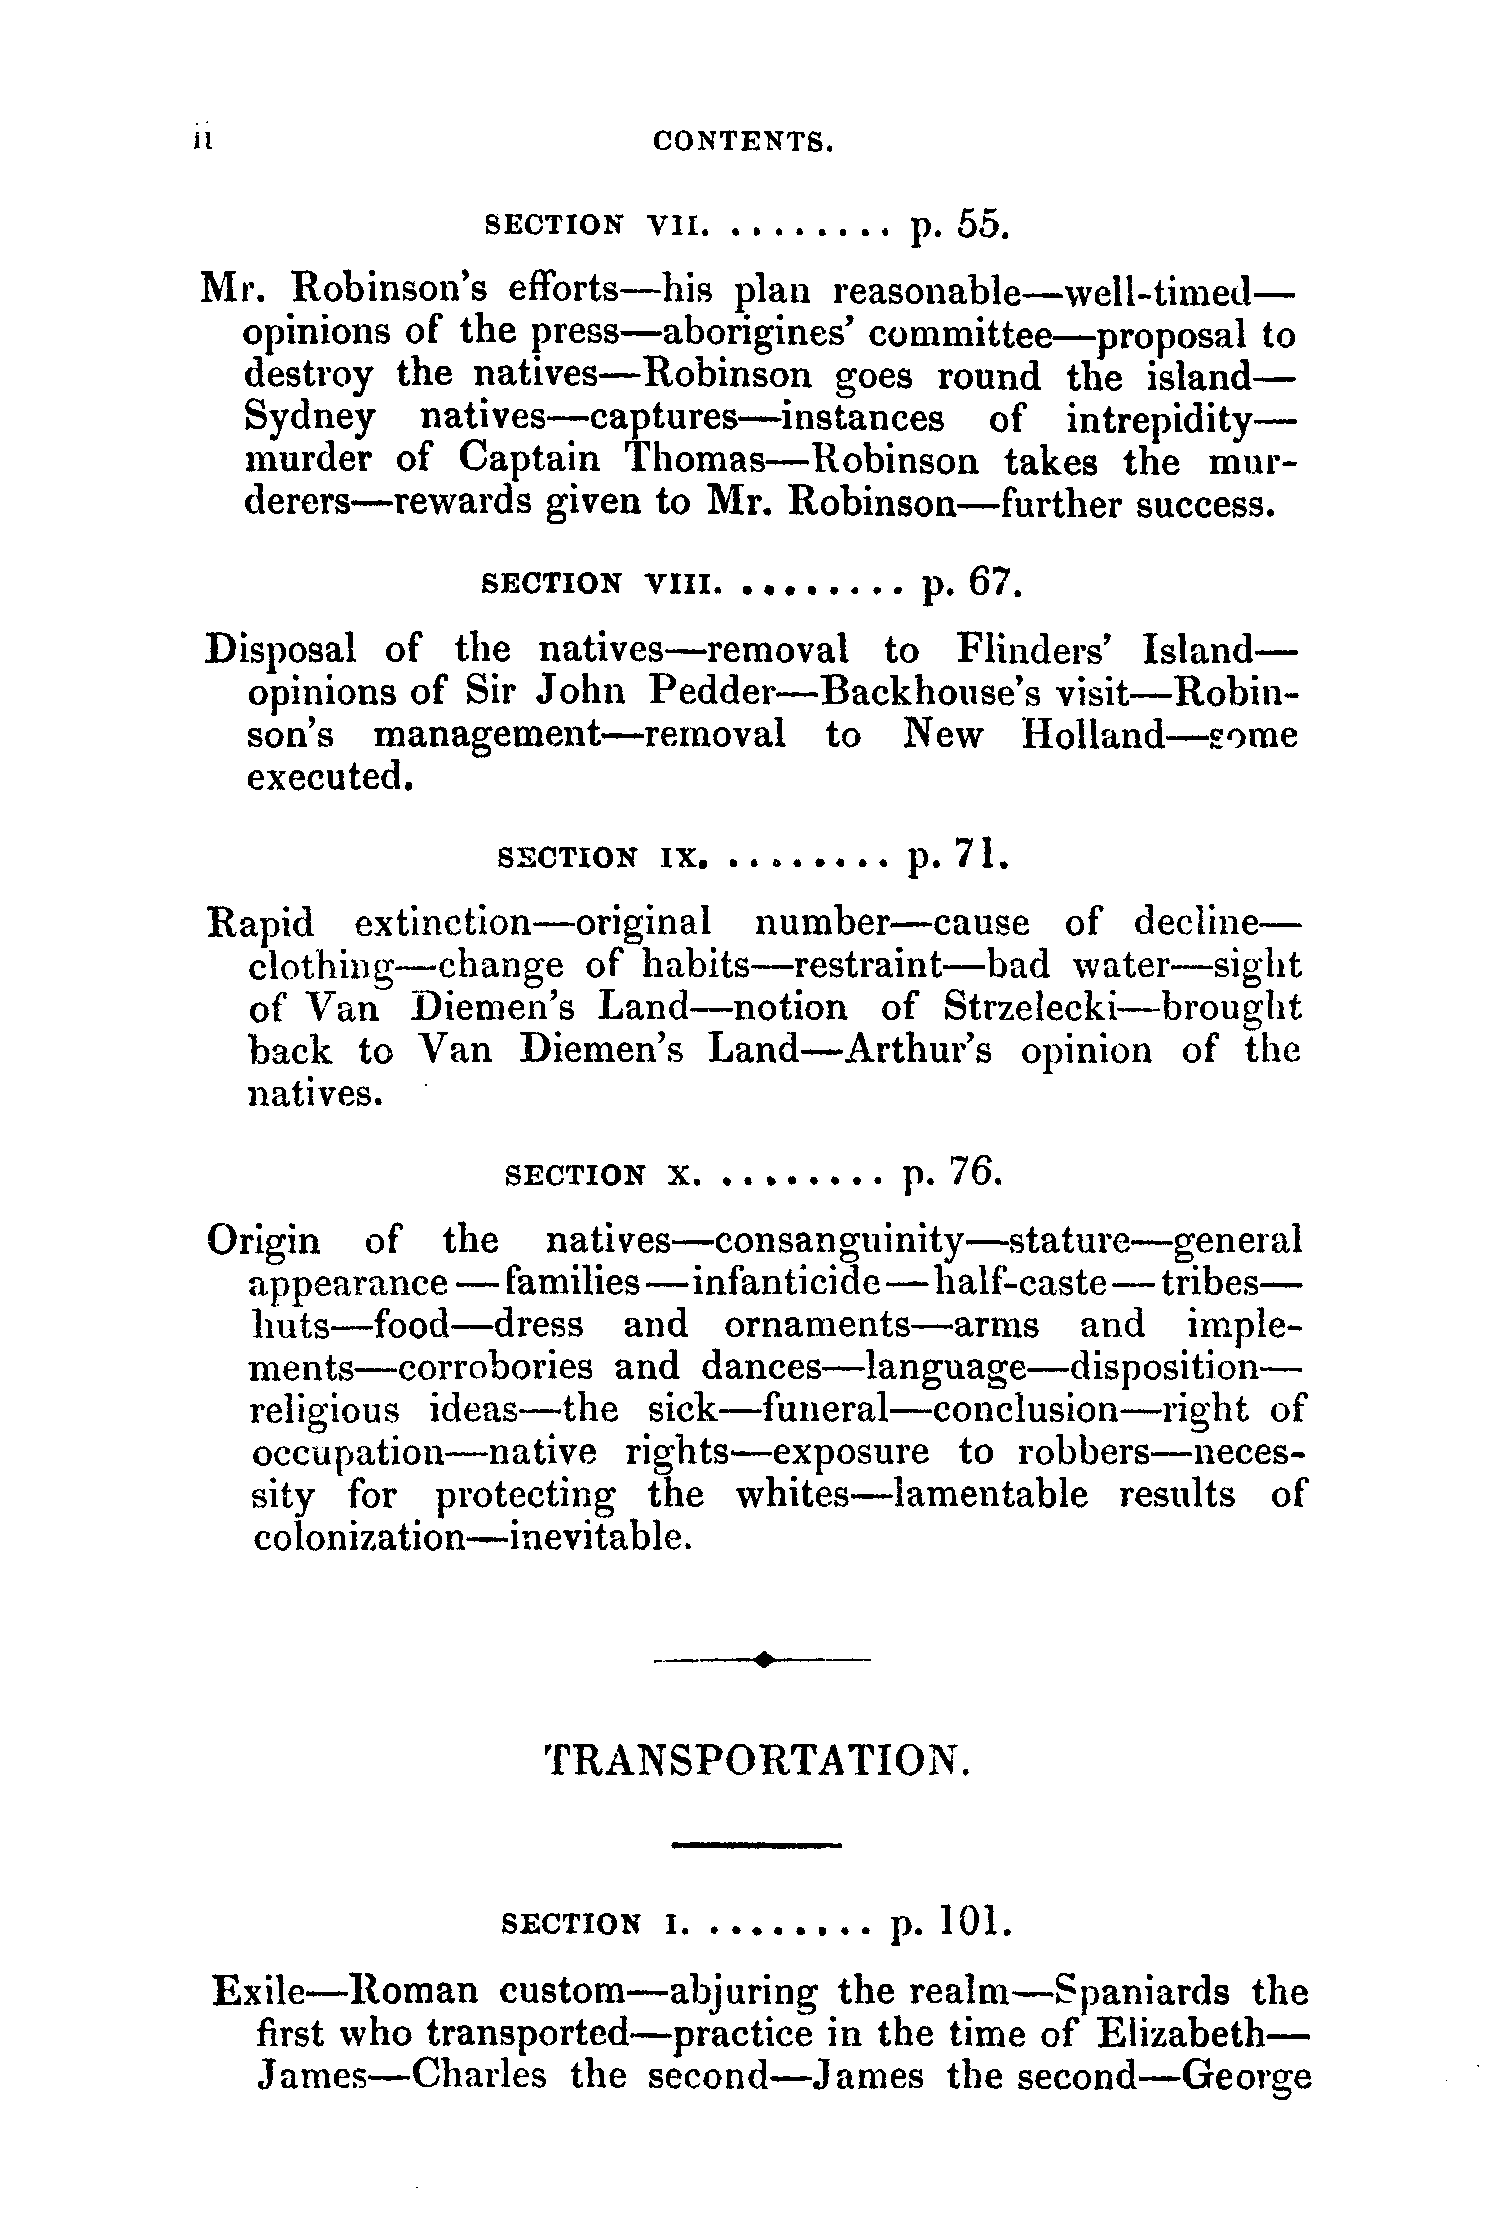 ii CONTENTS.
SECTION VII. ........ p. 55.
Mr. Robinson's efforts—his plan reasonable—well-timed—
opinions of the press—aborigines' committee—proposal to
destroy the natives—Robinson goes round the island—
Sydney natives—captures—instances of intrepidity—
murder of Captain Thomas—Robinson takes the mur-
derers—rewards given to Mr. Robinson—further success.
SECTION VIII. ........ p. 67.
Disposal of the natives—removal to Flinders' Island—
opinions of Sir John Pedder—Backhouse's visit—Robin-
son's management—removal to New Holland—some
executed.
SECTION IX. ........ p. 71.
Rapid extinction—original number—cause of decline—
clothing—change of habits—restraint—bad water—sight
of Van Diemen's Land—notion of Strzelecki—brought
back to Van Diemen's Land—Arthur's opinion of the
natives.
SECTION X. ........ p. 76.
Origin of the natives—consanguinity—stature—general
appearance—families—infanticide—half-caste—tribes—
huts—food—dress and ornaments—arms and imple-
ments—corrobories and dances—language—disposition—
religious ideas—the sick—funeral—conclusion—right of
occupation—native rights—exposure to robbers—neces-
sity for protecting the whites—lamentable results of
colonization—inevitable.
TRANSPORTATION.
SECTION I. ........ p. 101.
Exile—Roman custom—abjuring the realm—Spaniards the
first who transported—practice in the time of Elizabeth—
James—Charles the second—James the second—George